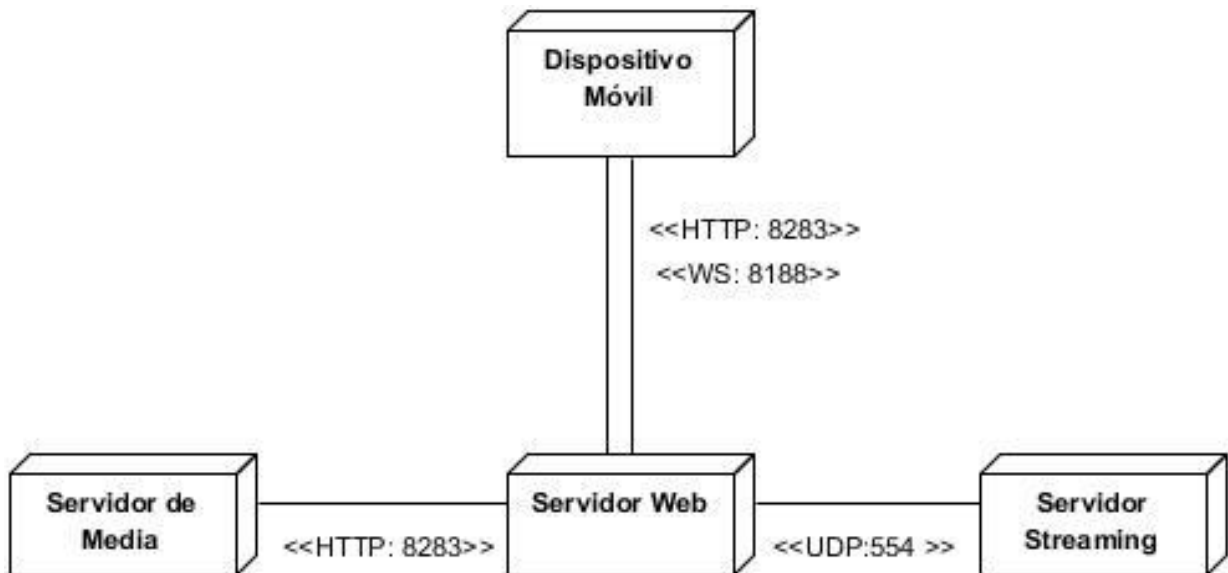 Dispositivo
Móvil
<<HTTP: 8283>>
<<WS: 8188>>
Servidor de
Media
<<HTTP: 8283>>
Servidor Web
<<UDP:554 >>
Servidor
Streaming